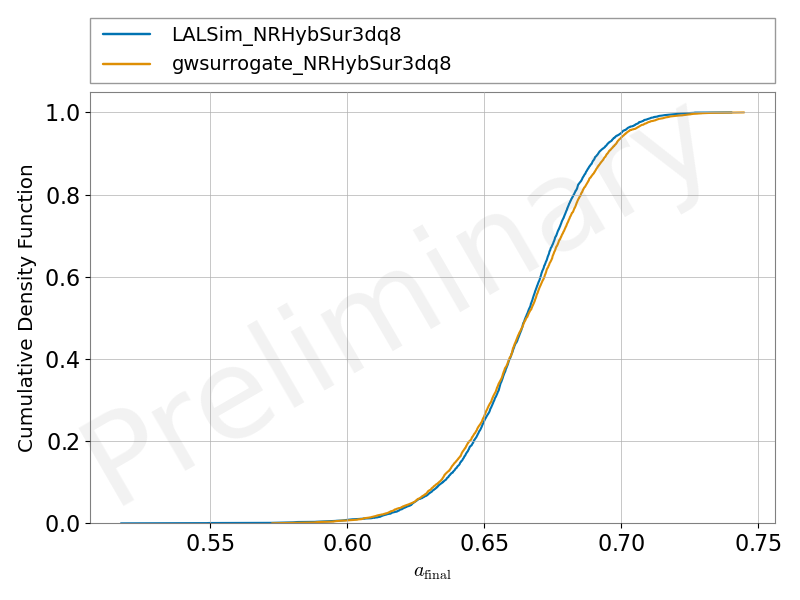 LALSim_NRHybSur3dq8
gwsurrogate_NRHybSur3dq8
1.0
0.8
0.6
0.4
0.2
0.0
Cumulative Density Function
Preliminary
0.55 0.60 0.65 0.70 0.75
a_final